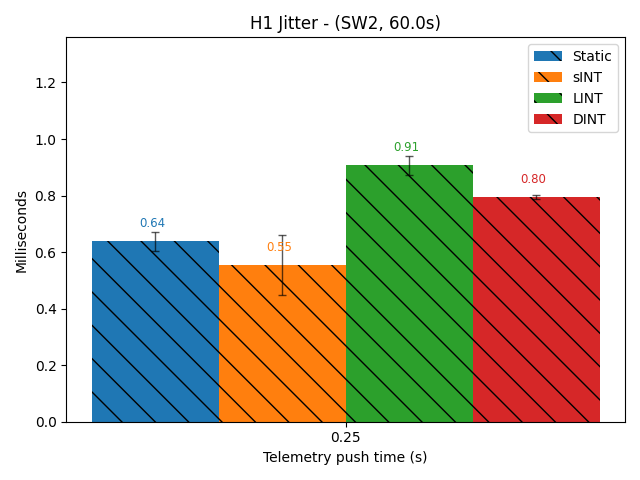 H1 Jitter - (SW2, 60.0s)
Static
sINT
LINT
DINT
Milliseconds
1.2
1.0
0.8
0.6
0.4
0.2
0.0
0.64
0.55
0.91
0.80
0.25
Telemetry push time (s)